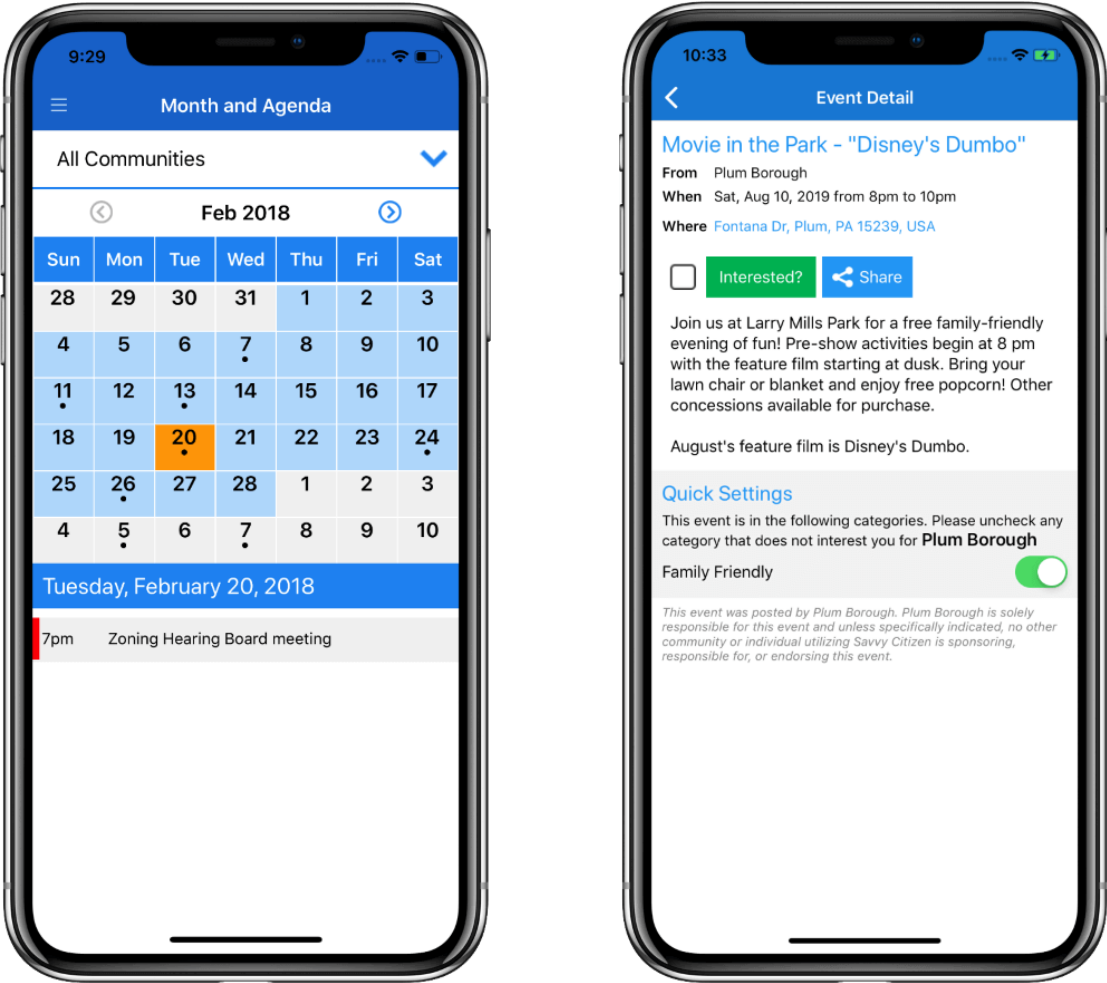 9:29
Month and Agenda
All Communities
Feb 2018
Sun Mon Tue Wed Thu Fri Sat
28 29 30 31 1 2 3
4 5 6 7 8 9 10
11 12 13 14 15 16 17
18 19 20 21 22 23 24
25 26 27 28 1 2 3
4 5 6 7 8 9 10
Tuesday, February 20, 2018
7pm Zoning Hearing Board meeting
10:33
Event Detail
Movie in the Park - "Disney's Dumbo"
From Plum Borough
When Sat, Aug 10, 2019 from 8pm to 10pm
Where Fontana Dr, Plum, PA 15239, USA
Interested? Share
Join us at Larry Mills Park for a free family-friendly
evening of fun! Pre-show activities begin at 8 pm
with the feature film starting at dusk. Bring your
lawn chair or blanket and enjoy free popcorn! Other
concessions available for purchase.
August's feature film is Disney's Dumbo.
Quick Settings
This event is in the following categories. Please uncheck any
category that does not interest you for Plum Borough
Family Friendly
This event was posted by Plum Borough. Plum Borough is solely
responsible for this event and unless specifically indicated, no other
community or individual utilizing Savvy Citizen is sponsoring,
responsible for, or endorsing this event.